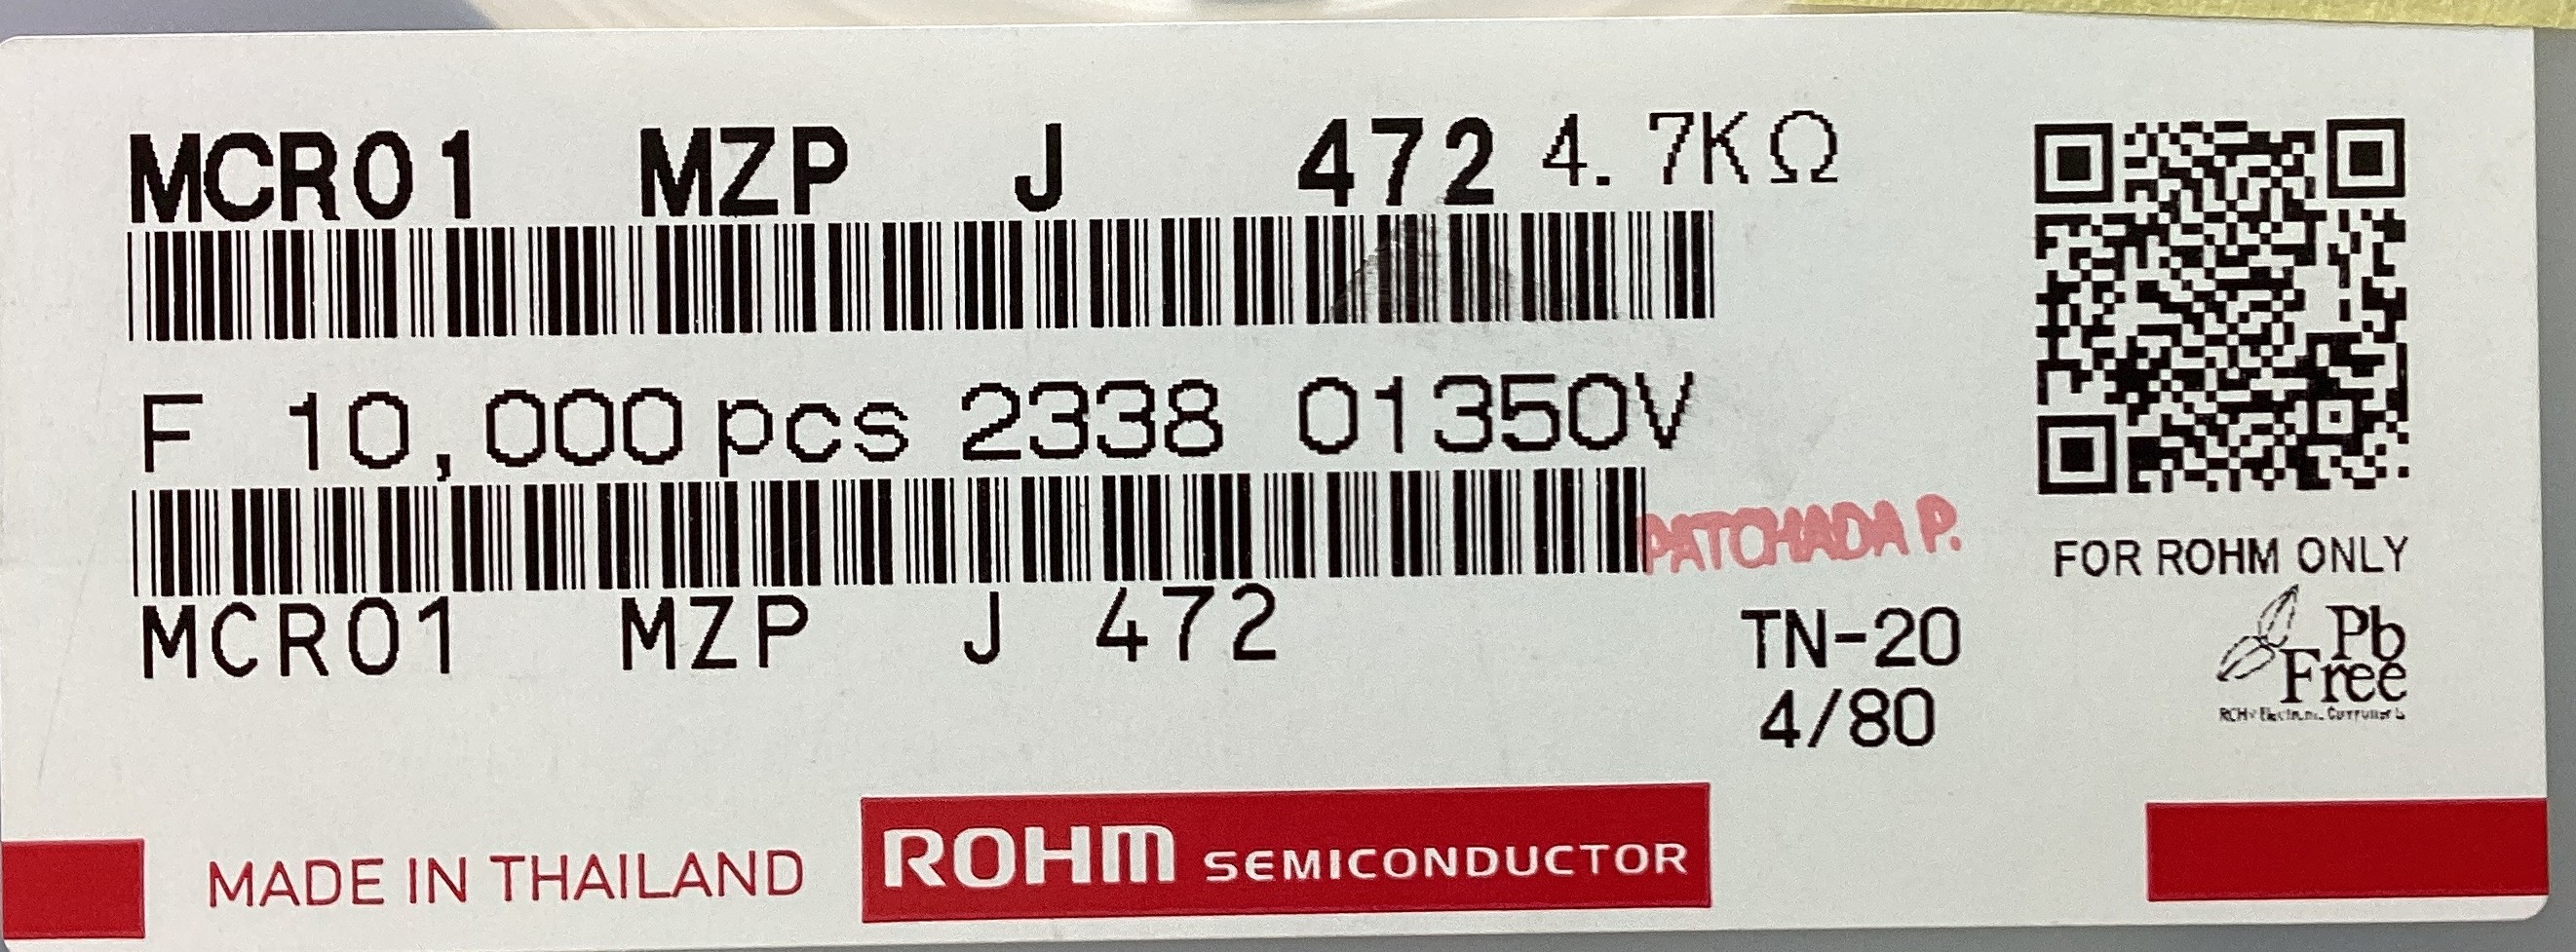 MCR01 MZP J 472 4.7KΩ
F 10,000pcs 2338 01350V
PATCHADA P.
MCR01 MZP J 472
TN-20
4/80
FOR ROHM ONLY
Pb
Free
MADE IN THAILAND
ROHM SEMICONDUCTOR